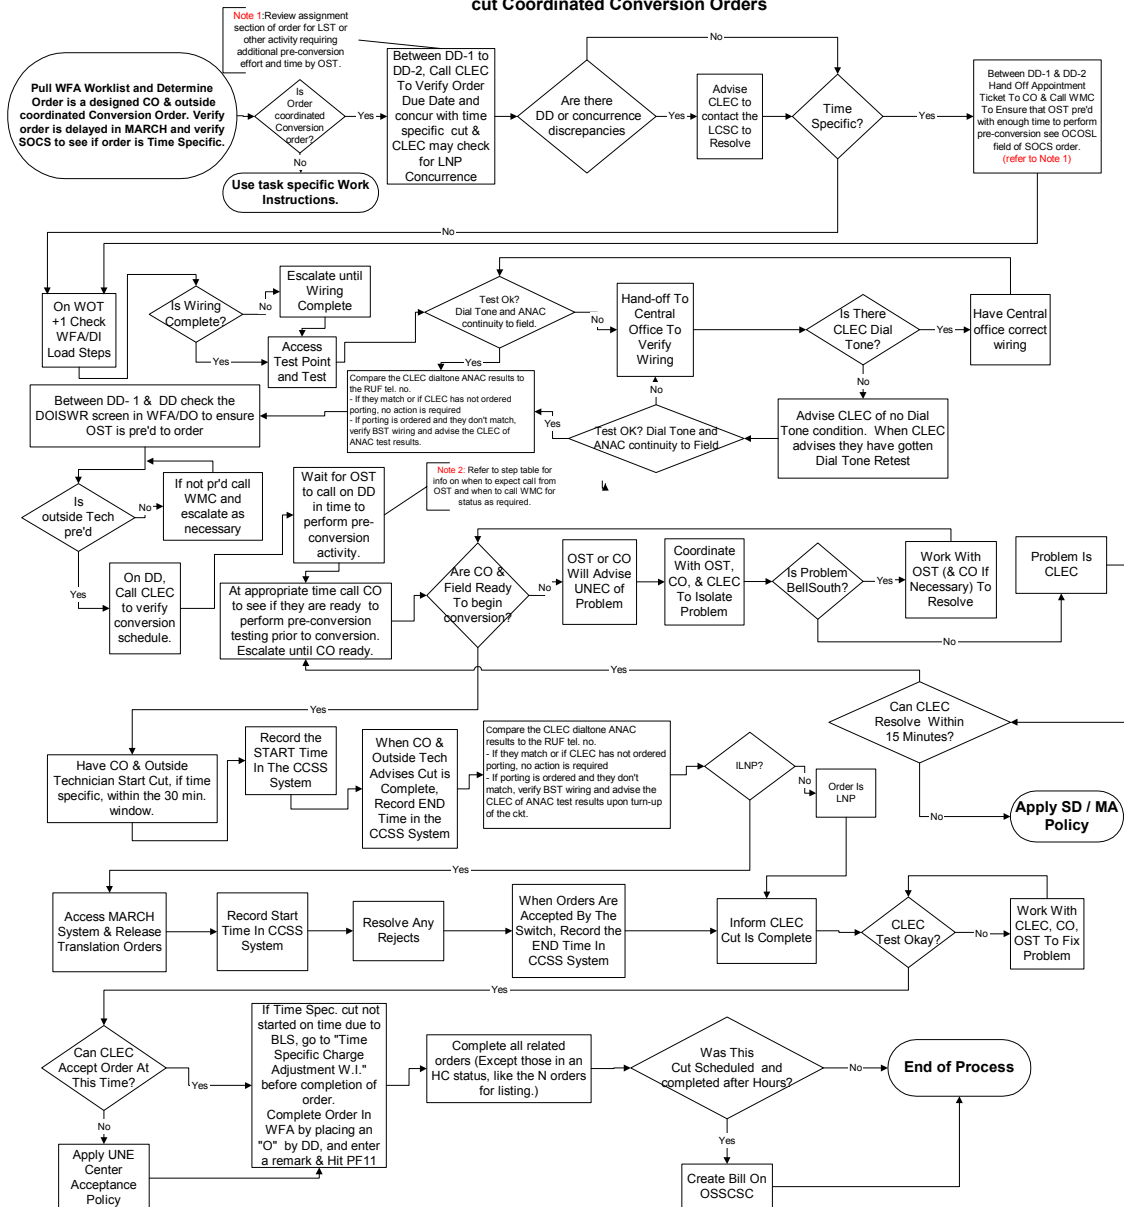 cut Coordinated Conversion Orders
Note 1:Review assignment
section of order for LST or
other activity requiring
additional pre-conversion
effort and time by OST.
Pull WFA Worklist and Determine
Order is a designed CO & outside
coordinated Conversion Order. Verify
order is delayed in MARCH and verify
SOCS to see if order is Time Specific.
Is
Order
coordinated
Conversion
order?
Yes
No
Use task specific Work
Instructions.
Between DD-1 to
DD-2, Call CLEC
To Verify Order
Due Date and
concur with time
specific cut &
CLEC may check
for LNP
Concurrence
Are there
DD or concurrence
discrepancies
No
Yes
Advise
CLEC to
contact the
LCSC to
Resolve
Time
Specific?
Yes
Between DD-1 & DD-2
Hand Off Appointment
Ticket To CO & Call WMC
To Ensure that OST pre'd
with enough time to perform
pre-conversion see OCOSL
field of SOCS order.
(refer to Note 1)
No
On WOT
+1 Check
WFA/DI
Load Steps
Is Wiring
Complete?
No
Yes
Escalate until
Wiring
Complete
Access
Test Point
and Test
Test Ok?
Dial Tone and ANAC
continuity to field.
No
Yes
Hand-off To
Central
Office To
Verify
Wiring
Is There
CLEC Dial
Tone?
Yes
No
Have Central
office correct
wiring
Compare the CLEC dialtone ANAC results to
the RUF tel. no.
- If they match or if CLEC has not ordered
porting, no action is required
- If porting is ordered and they don't match,
verify BST wiring and advise the CLEC of
ANAC test results.
Yes
No
Test OK? Dial Tone and
ANAC continuity to Field
Advise CLEC of no Dial
Tone condition. When CLEC
advises they have gotten
Dial Tone Retest
Between DD- 1 & DD check the
DOISWR screen in WFA/DO to ensure
OST is pre'd to order
Is
outside Tech
pre'd
No
Yes
If not pr'd call
WMC and
escalate as
necessary
Wait for OST
to call on DD
in time to
perform pre-
conversion
activity.
Note 2: Refer to step table for
info on when to expect call from
OST and when to call WMC for
status as required.
On DD,
Call CLEC
to verify
conversion
schedule.
At appropriate time call CO
to see if they are ready to
perform pre-conversion
testing prior to conversion.
Escalate until CO ready.
Are CO &
Field Ready
To begin
conversion?
No
OST or CO
Will Advise
UNEC of
Problem
Coordinate
With OST,
CO, & CLEC
To Isolate
Problem
Is Problem
BellSouth?
Yes
No
Work With
OST (& CO If
Necessary) To
Resolve
Problem Is
CLEC
Yes
Can CLEC
Resolve Within
15 Minutes?
No
Apply SD / MA
Policy
Yes
Have CO & Outside
Technician Start Cut, if time
specific, within the 30 min.
window.
Record the
START Time
In The CCSS
System
When CO &
Outside Tech
Advises Cut is
Complete,
Record END
Time in the
CCSS System
Compare the CLEC dialtone ANAC
results to the RUF tel. no.
- If they match or if CLEC has not ordered
porting, no action is required
- If porting is ordered and they don't
match, verify BST wiring and advise the
CLEC of ANAC test results upon turn-up
of the ckt.
ILNP?
No
Order Is
LNP
Yes
Access MARCH
System & Release
Translation Orders
Record Start
Time In CCSS
System
Resolve Any
Rejects
When Orders Are
Accepted By The
Switch, Record the
END Time In
CCSS System
Inform CLEC
Cut Is Complete
CLEC
Test Okay?
No
Work With
CLEC, CO,
OST To Fix
Problem
Yes
Can CLEC
Accept Order At
This Time?
Yes
No
Apply UNE
Center
Acceptance
Policy
If Time Spec. cut not
started on time due to
BLS, go to "Time
Specific Charge
Adjustment W.I."
before completion of
order.
Complete Order In
WFA by placing an
"O" by DD, and enter
a remark & Hit PF11
Complete all related
orders (Except those in an
HC status, like the N orders
for listing.)
Was This
Cut Scheduled and
completed after Hours?
No
Yes
End of Process
Create Bill On
OSSCSC